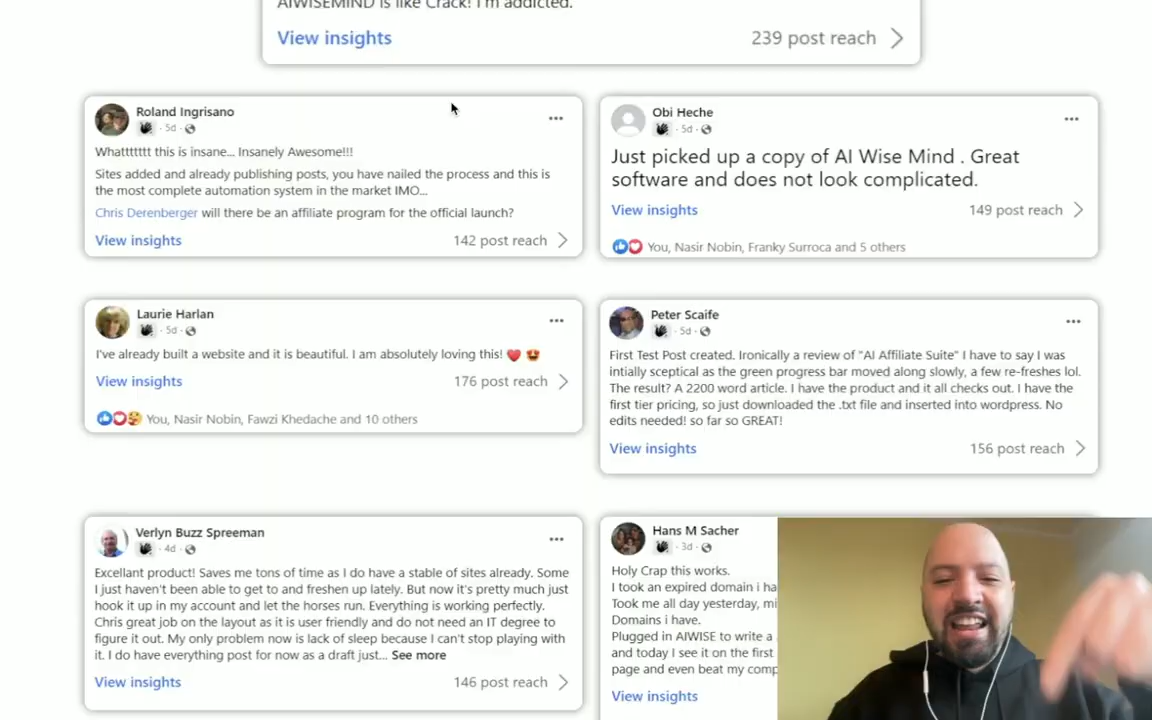 AIWISEMIND is like Crack! I'm addicted.
View insights
239 post reach
Roland Ingrisano
5d
Whattttttt this is insane... Insanely Awesome!!!
Sites added and already publishing posts, you have nailed the process and this is
the most complete automation system in the market IMO...
Chris Derenberger will there be an affiliate program for the official launch?
View insights
142 post reach
Obi Heche
5d
Just picked up a copy of AI Wise Mind . Great
software and does not look complicated.
View insights
149 post reach
You, Nasir Nobin, Franky Surroca and 5 others
Laurie Harlan
5d
I've already built a website and it is beautiful. I am absolutely loving this!
View insights
176 post reach
You, Nasir Nobin, Fawzi Khedache and 10 others
Peter Scaife
5d
First Test Post created. Ironically a review of "AI Affiliate Suite" I have to say I was
intially sceptical as the green progress bar moved along slowly, a few re-freshes lol.
The result? A 2200 word article. I have the product and it all checks out. I have the
first tier pricing, so just downloaded the .txt file and inserted into wordpress. No
edits needed! so far so GREAT!
View insights
156 post reach
Verlyn Buzz Spreeman
4d
Excellent product! Saves me tons of time as I do have a stable of sites already. Some
I just haven't been able to get to and freshen up lately. But now it's pretty much just
hook it up in my account and let the horses run. Everything is working perfectly.
Chris great job on the layout as it is user friendly and do not need an IT degree to
figure it out. My only problem now is lack of sleep because I can't stop playing with
it. I do have everything post for now as a draft just... See more
View insights
146 post reach
Hans M Sacher
3d
Holy Crap this works.
I took an expired domain i ha
Took me all day yesterday, mi
Domains i have.
Plugged in AIWISE to write a
and today I see it on the first
page and even beat my comp
View insights